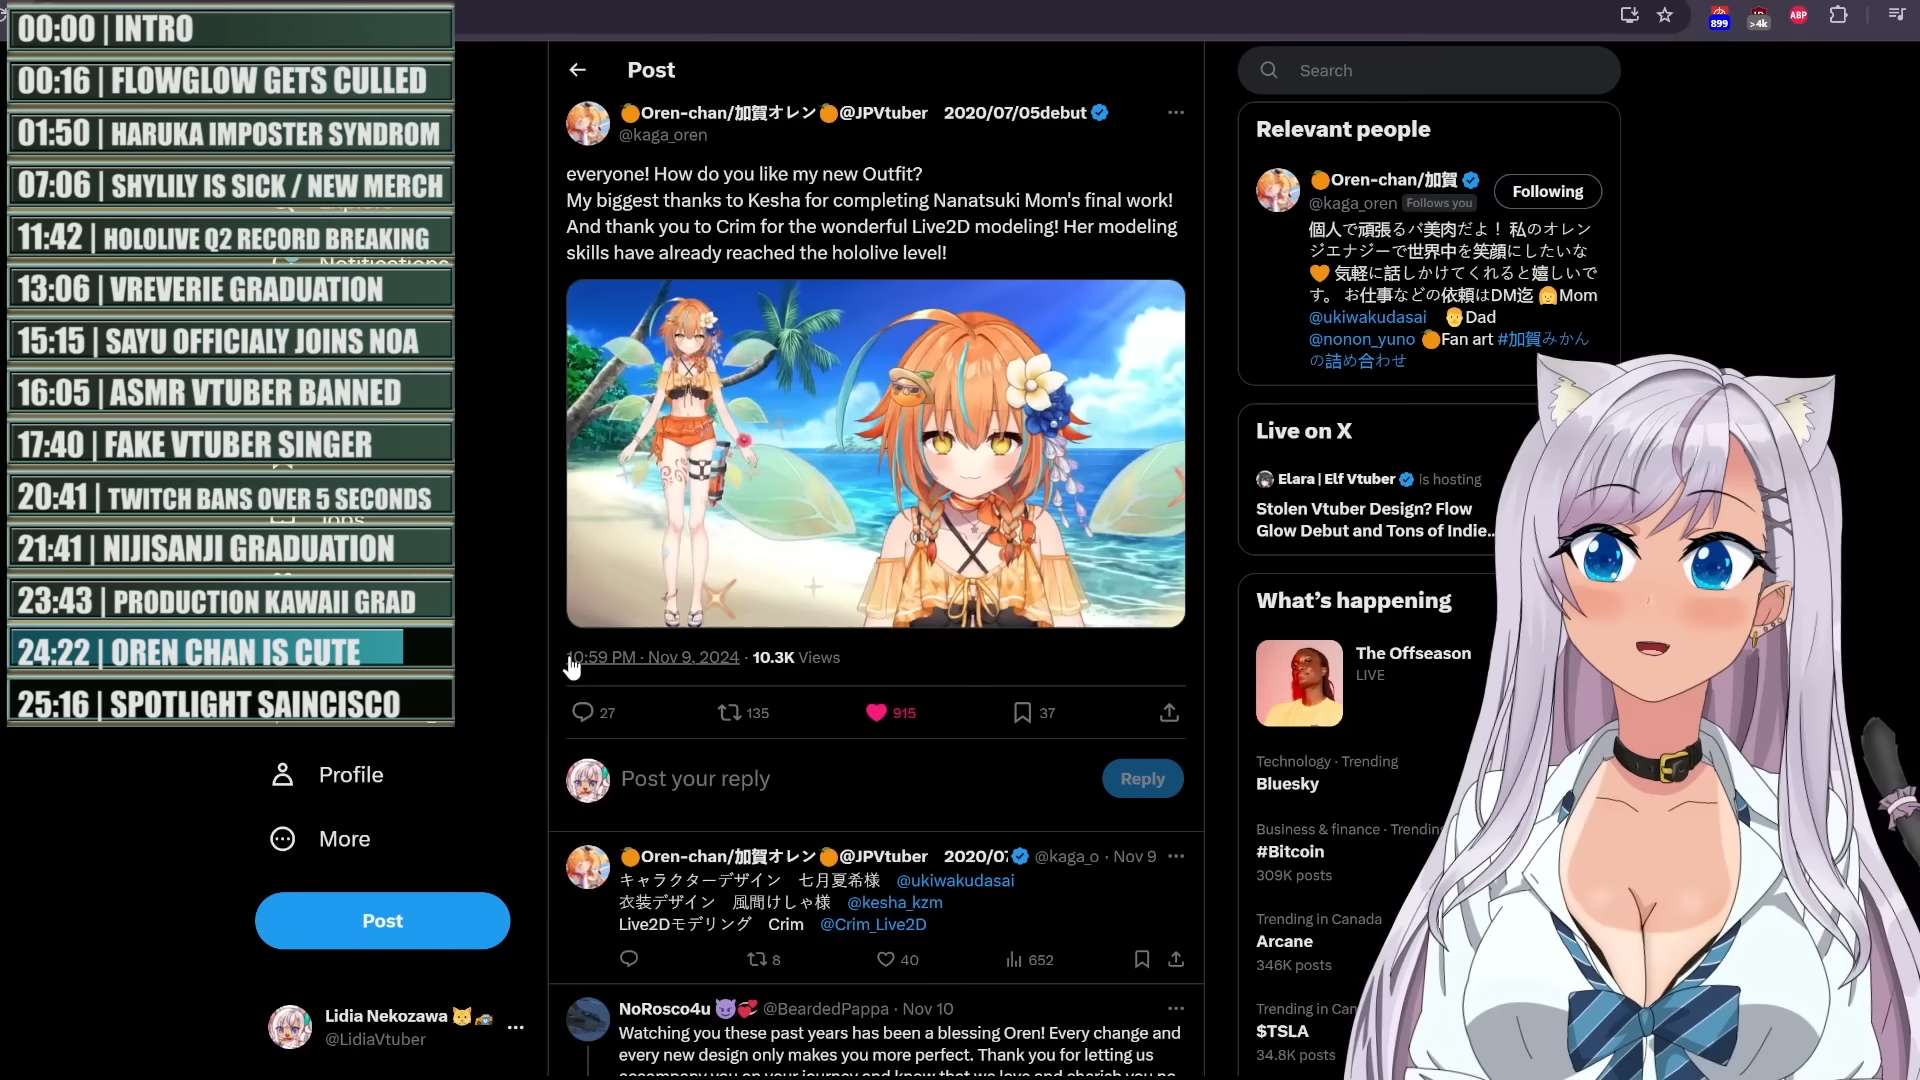 00:00 | INTRO
00:16 | FLOWGLOW GETS CULLED
01:50 | HARUKA IMPOSTER SYNDROM
07:06 | SHYLILY IS SICK / NEW MERCH
11:42 | HOLOLIVE Q2 RECORD BREAKING
13:06 | VREVERIE GRADUATION
15:15 | SAYU OFFICIALY JOINS NOA
16:05 | ASMR VTUBER BANNED
17:40 | FAKE VTUBER SINGER
20:41 | TWITCH BANS OVER 5 SECONDS
21:41 | NIJISANJI GRADUATION
23:43 | PRODUCTION KAWAII GRAD
24:22 | OREN CHAN IS CUTE
25:16 | SPOTLIGHT SAINCISCO
Profile
More
Post
Lidia Nekozawa
@LidiaVtuber
Post
Oren-chan/加賀オレン🍊@JPVtuber 2020/07/05debut
@kaga_oren
everyone! How do you like my new Outfit?
My biggest thanks to Kesha for completing Nanatsuki Mom's final work!
And thank you to Crim for the wonderful Live2D modeling! Her modeling
skills have already reached the hololive level!
10:59 PM · Nov 9, 2024 · 10.3K Views
27 135 915 37
Post your reply
Reply
Oren-chan/加賀オレン🍊@JPVtuber 2020/07 @kaga_o · Nov 9
キャラクターデザイン 七月夏希様 @ukiwakudasai
衣装デザイン 風間けしゃ様 @kesha_kzm
Live2Dモデリング Crim @Crim_Live2D
8 40 652
NoRosco4u @BeardedPappa · Nov 10
Watching you these past years has been a blessing Oren! Every change and
every new design only makes you more perfect. Thank you for letting us
899 >4k ABP
Search
Relevant people
Oren-chan/加賀
@kaga_oren Follows you
Following
個人で頑張るバ美肉だよ！ 私のオレン
ジエナジーで世界中を笑顔にしたいな
🧡 気軽に話しかけてくれると嬉しいで
す。 お仕事などの依頼はDM迄 👩Mom
@ukiwakudasai 👨Dad
@nonon_yuno 🍊Fan art #加賀みかん
の詰め合わせ
Live on X
Elara | Elf Vtuber is hosting
Stolen Vtuber Design? Flow
Glow Debut and Tons of Indie..
What's happening
The Offseason
LIVE
Technology · Trending
Bluesky
Business & finance · Trending
#Bitcoin
309K posts
Trending in Canada
Arcane
346K posts
Trending in Can
$TSLA
34.8K posts